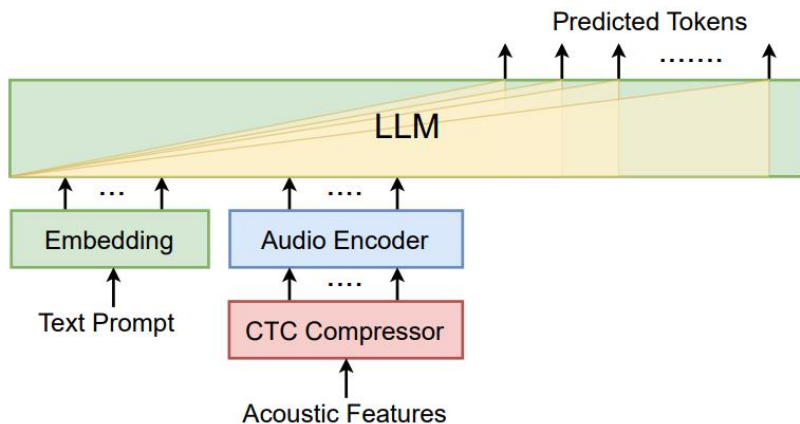 Predicted Tokens
.......
LLM
...
....
Embedding
Audio Encoder
....
Text Prompt
CTC Compressor
Acoustic Features